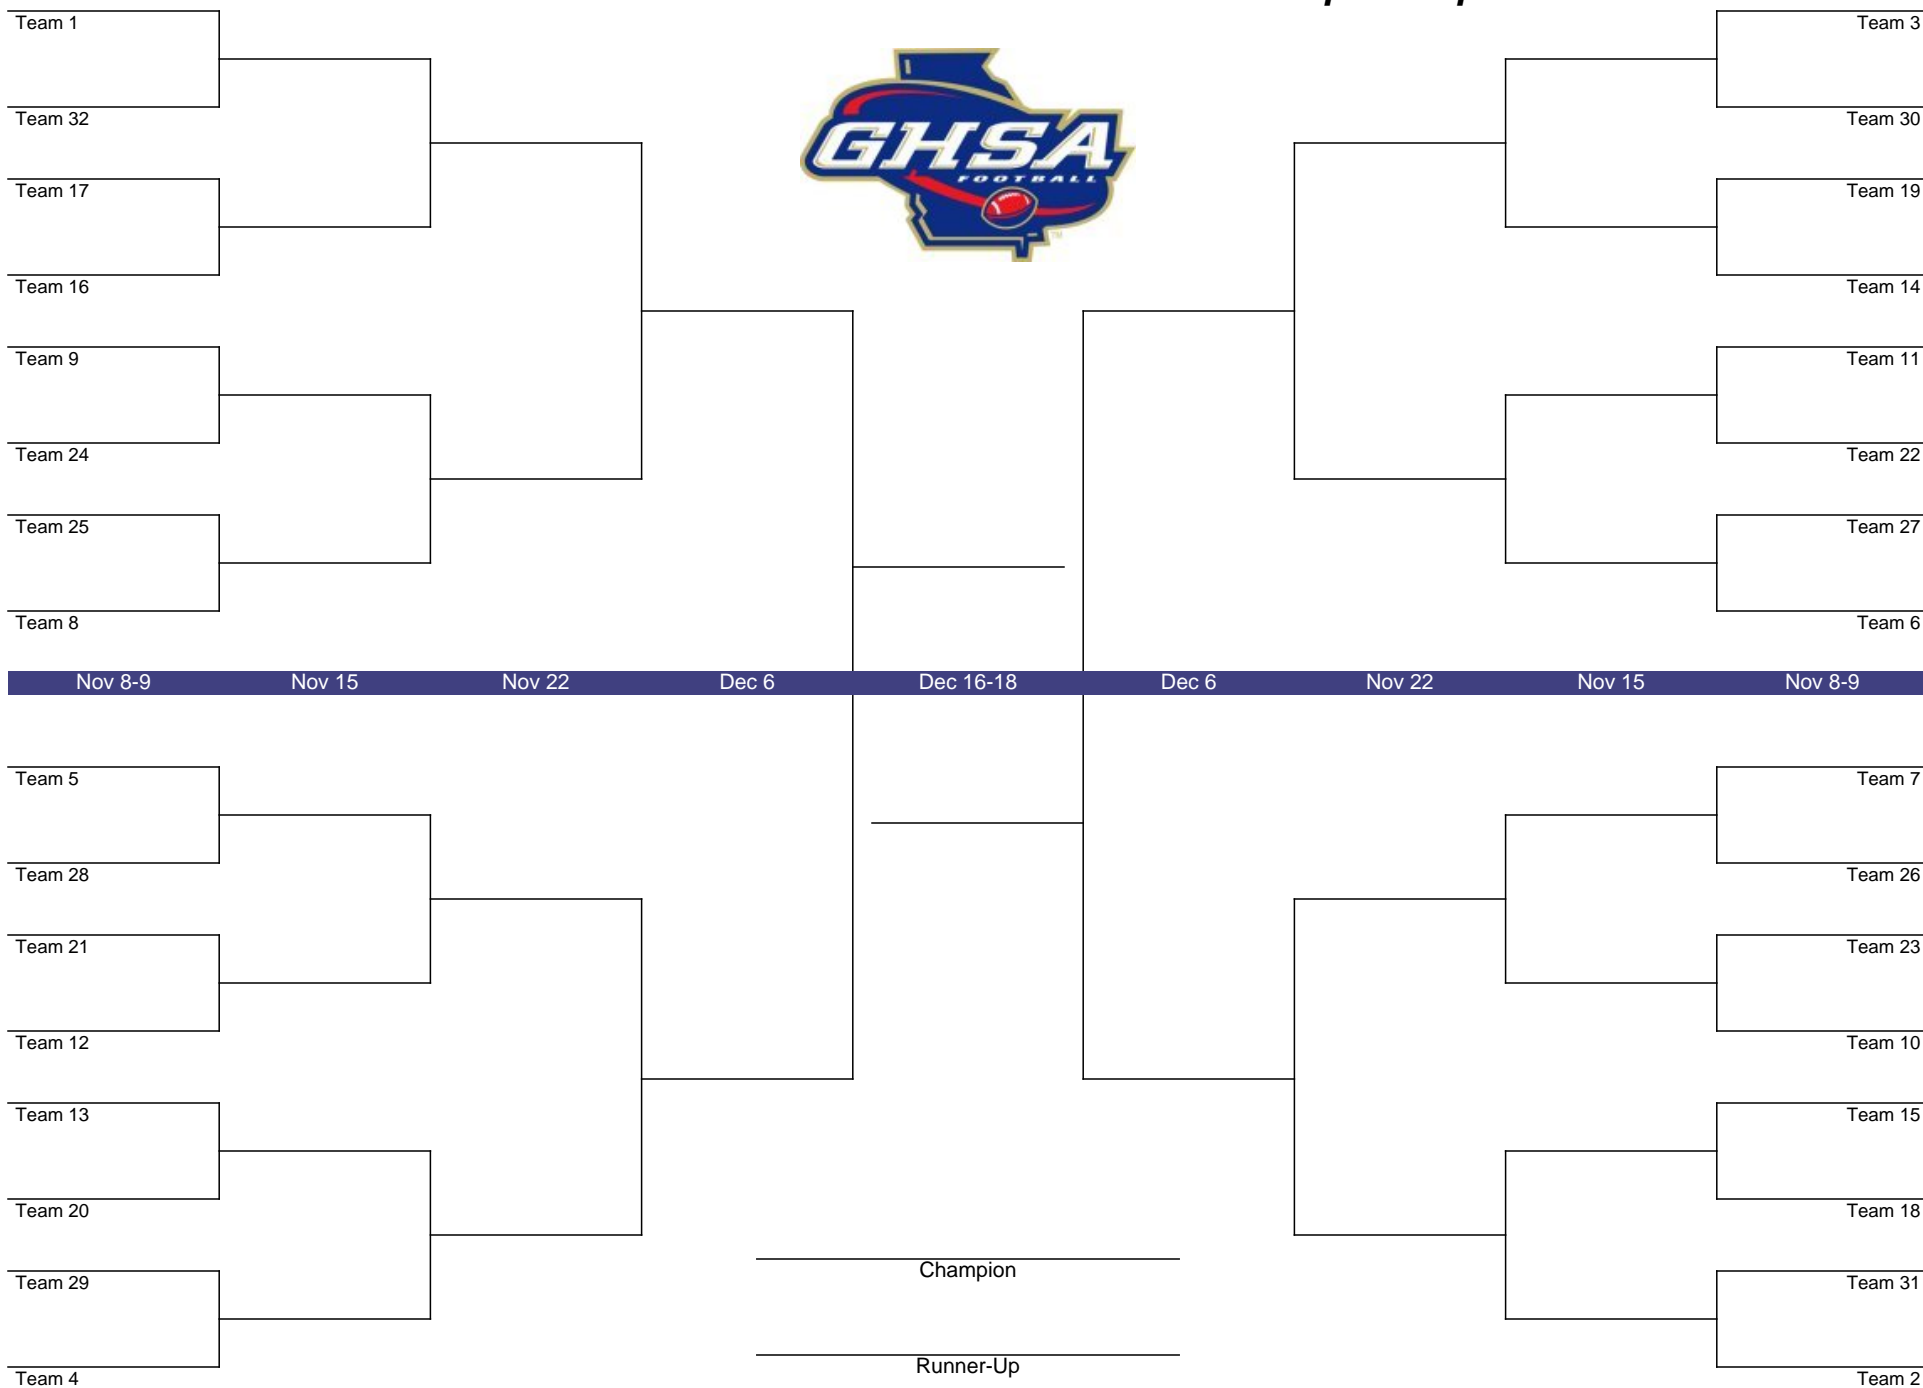 Team 1
Team 32
Team 17
Team 16
Team 9
Team 24
Team 25
Team 8
GHSA
FOOTBALL
TM
Team 3
Team 30
Team 19
Team 14
Team 11
Team 22
Team 27
Team 6
Nov 8-9 Nov 15 Nov 22 Dec 6 Dec 16-18 Dec 6 Nov 22 Nov 15 Nov 8-9
Team 5
Team 28
Team 21
Team 12
Team 13
Team 20
Team 29
Team 4
Champion
Runner-Up
Team 7
Team 26
Team 23
Team 10
Team 15
Team 18
Team 31
Team 2